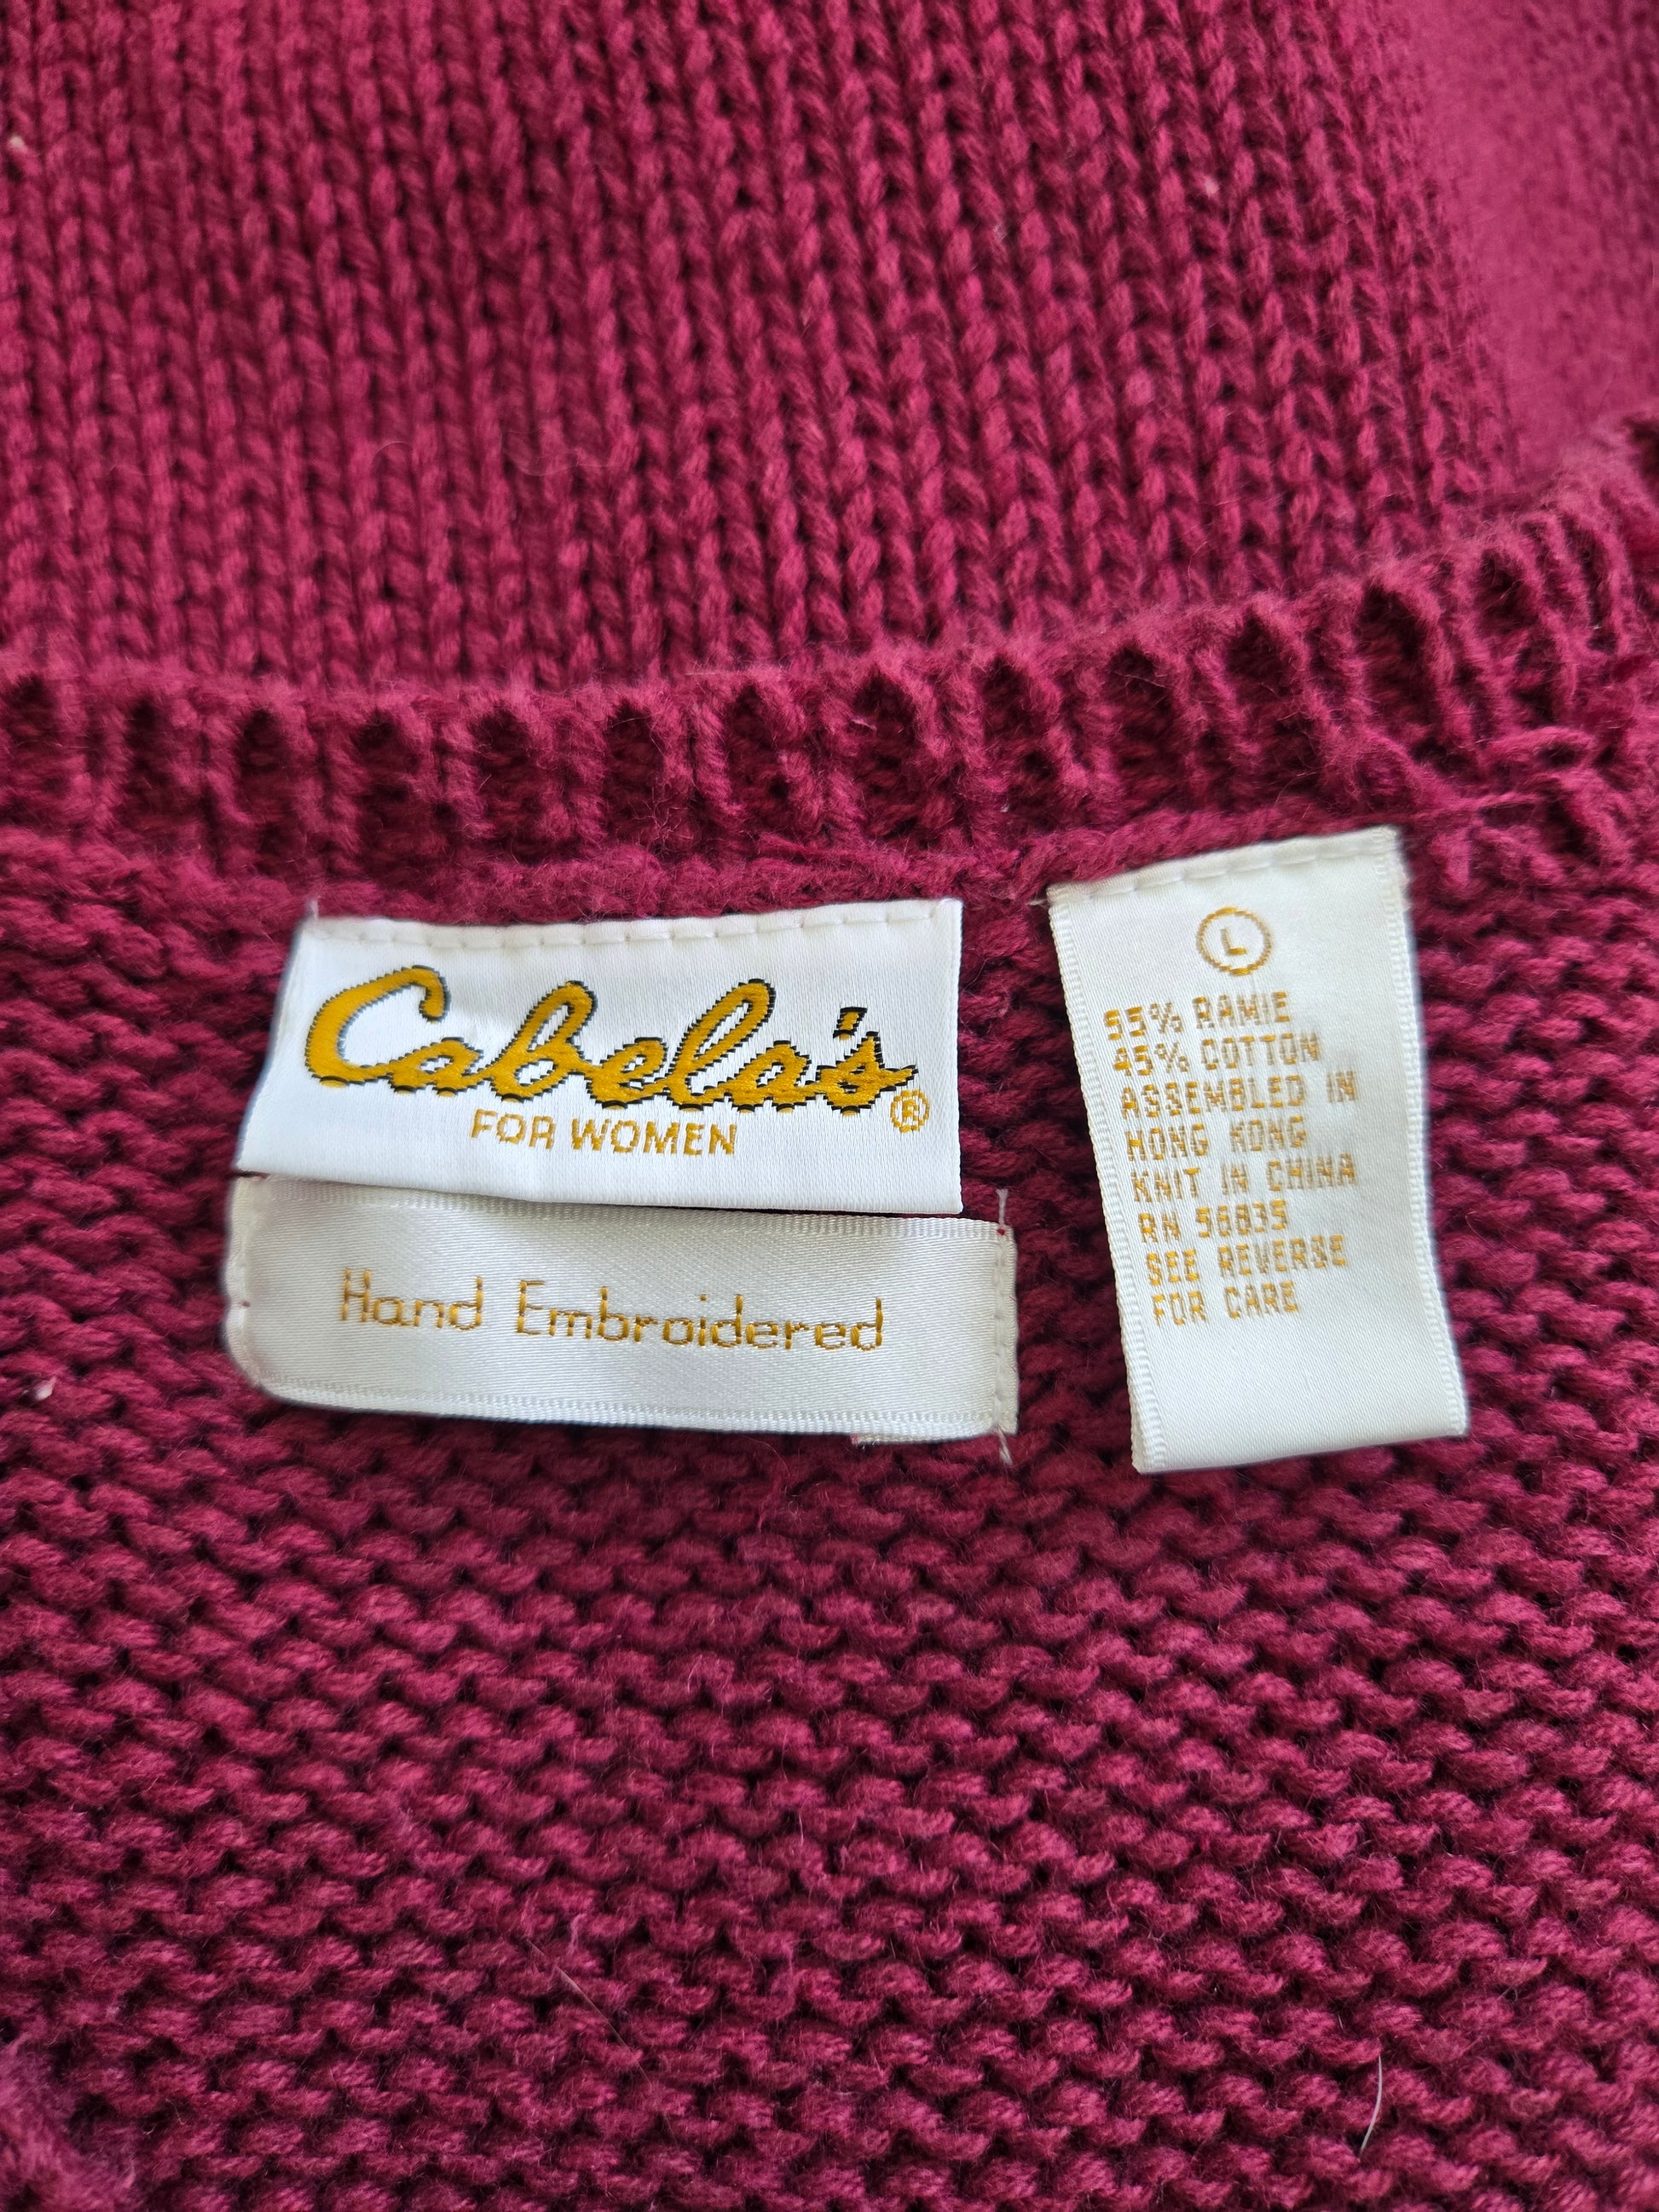 Cabela's®
FOR WOMEN
Hand Embroidered
L
55% RAMIE
45% COTTON
ASSEMBLED IN
HONG KONG
KNIT IN CHINA
RN 56835
SEE REVERSE
FOR CARE